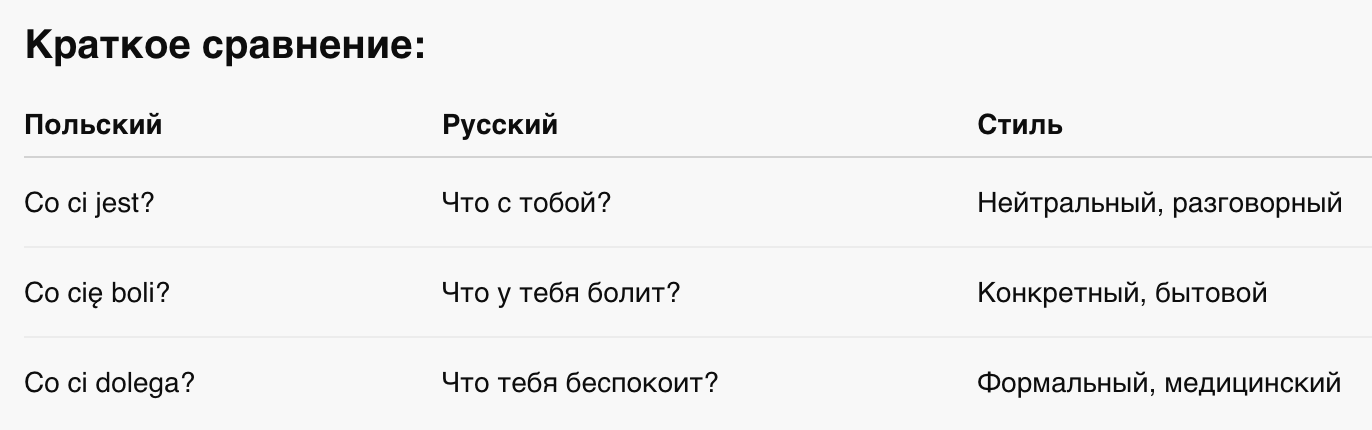 Краткое сравнение:
Польский Русский Стиль
Co ci jest? Что с тобой? Нейтральный, разговорный
Co cię boli? Что у тебя болит? Конкретный, бытовой
Co ci dolega? Что тебя беспокоит? Формальный, медицинский